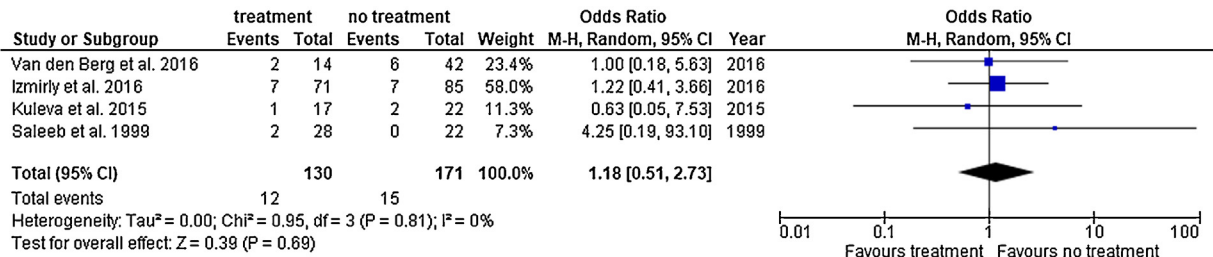 treatment no treatment Odds Ratio Odds Ratio
Study or Subgroup Events Total Events Total Weight M-H, Random, 95% CI Year M-H, Random, 95% CI
Van den Berg et al. 2016 2 14 6 42 23.4% 1.00 [0.18, 5.63] 2016
Izmirly et al. 2016 7 71 7 85 58.0% 1.22 [0.41, 3.66] 2016
Kuleva et al. 2015 1 17 2 22 11.3% 0.63 [0.05, 7.53] 2015
Saleeb et al. 1999 2 28 0 22 7.3% 4.25 [0.19, 93.10] 1999
Total (95% CI) 130 171 100.0% 1.18 [0.51, 2.73]
Total events 12 15
Heterogeneity: Tau² = 0.00; Chi² = 0.95, df = 3 (P = 0.81); I² = 0%
Test for overall effect: Z = 0.39 (P = 0.69)
0.01 0.1 1 10 100
Favours treatment Favours no treatment